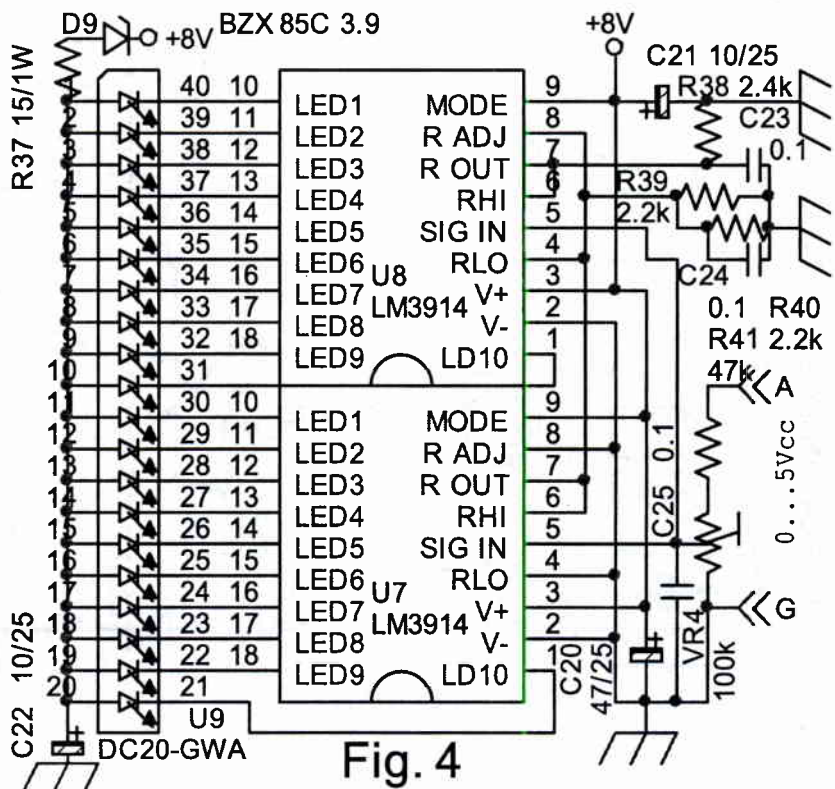 D9 +8V BZX 85C 3.9 +8V
C21 10/25
R37 15/1W
40 10 LED1 MODE 9 R38 2.4k
2 39 11 LED2 R ADJ 8 C23
3 38 12 LED3 R OUT 7 0.1
4 37 13 LED4 RHI 6 R39
5 36 14 LED5 SIG IN 5 2.2k
6 35 15 LED6 RLO 4 C24
7 34 16 LED7 U8 V+ 3
8 33 17 LED8 LM3914 V- 2 0.1 R40
9 32 18 LED9 LD10 1 R41 2.2k
10 31 47k
11 30 10 LED1 MODE 9 A
12 29 11 LED2 R ADJ 8 0.1
13 28 12 LED3 R OUT 7 C25
14 27 13 LED4 RHI 6 0...5Vcc
15 26 14 LED5 SIG IN 5
16 25 15 LED6 RLO 4
17 24 16 LED7 U7 V+ 3 G
18 23 17 LED8 LM3914 V- 2 VR4
19 22 18 LED9 LD10 1 100k
20 21 C20 47/25
C22 10/25
U9
DC20-GWA
Fig. 4